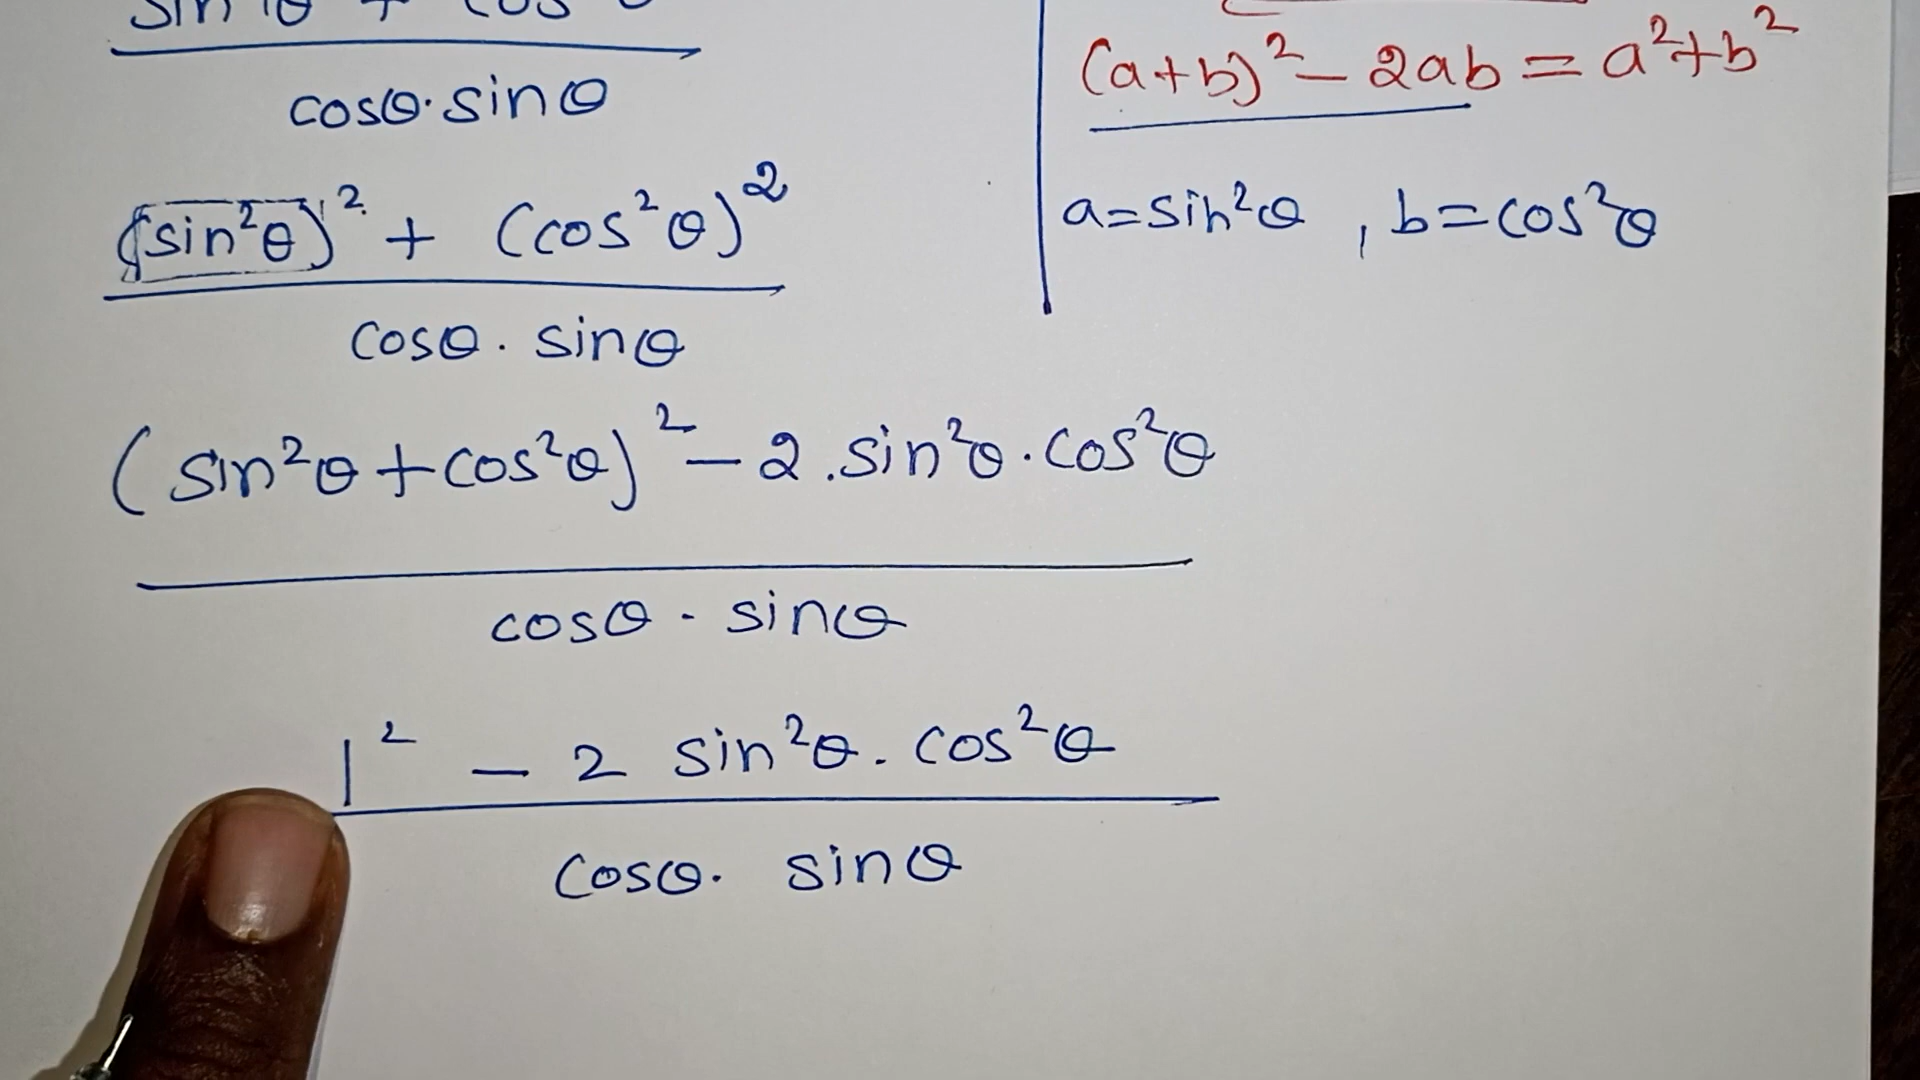 cosθ·sinθ
(sin²θ)² + (cos²θ)²
cosθ . sinθ
(sin²θ + cos²θ)² - 2 .sin²θ.cos²θ
cosθ - sinθ
1² - 2 sin²θ. cos²θ
cosθ. sinθ
(a+b)² - 2ab = a²+b²
a=sin²θ , b=cos²θ